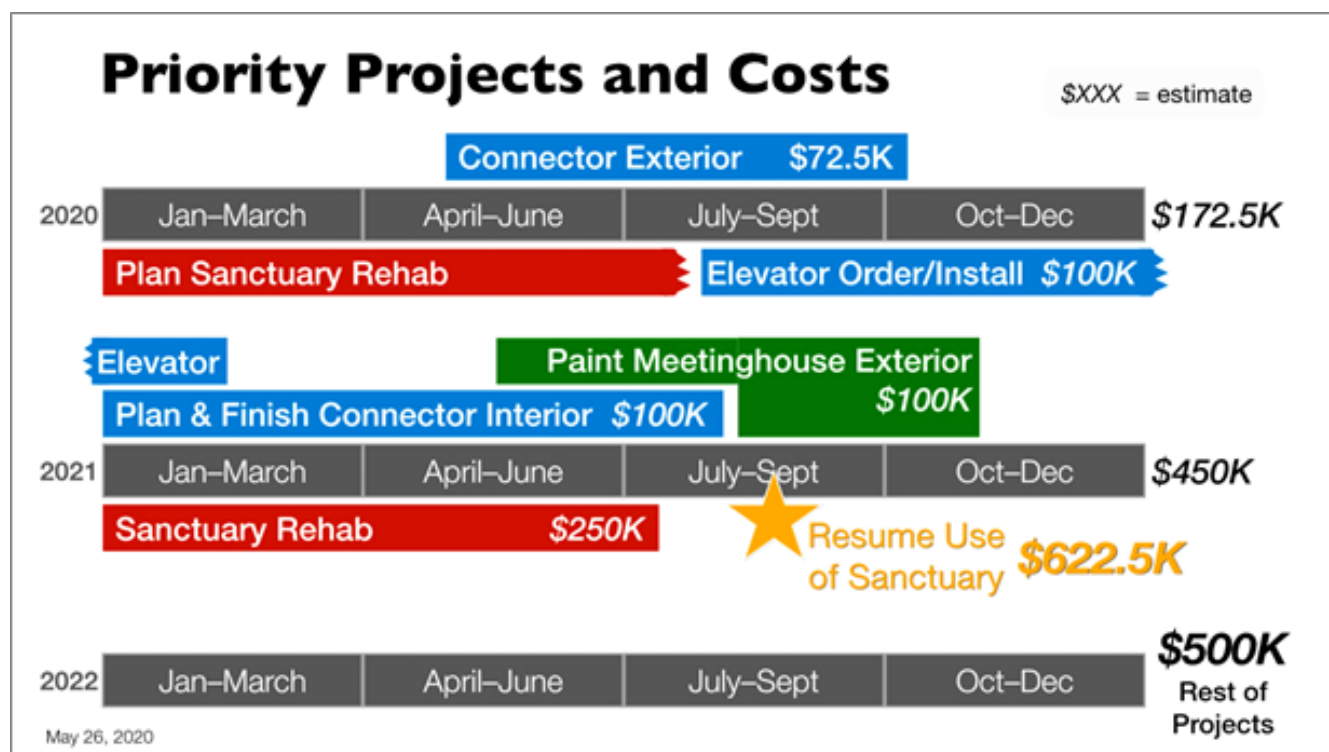 Priority Projects and Costs
$XXX = estimate
Connector Exterior $72.5K
2020 Jan–March April–June July–Sept Oct–Dec $172.5K
Plan Sanctuary Rehab Elevator Order/Install $100K
Elevator Paint Meetinghouse Exterior
Plan & Finish Connector Interior $100K $100K
2021 Jan–March April–June July–Sept Oct–Dec $450K
Sanctuary Rehab $250K
Resume Use
of Sanctuary $622.5K
2022 Jan–March April–June July–Sept Oct–Dec $500K
Rest of
Projects
May 26, 2020